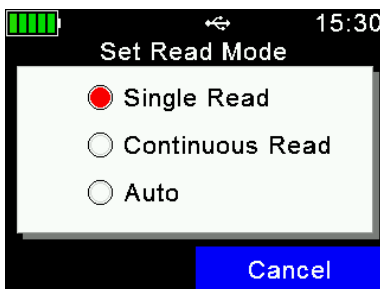 15:30
Set Read Mode
Single Read
Continuous Read
Auto
Cancel